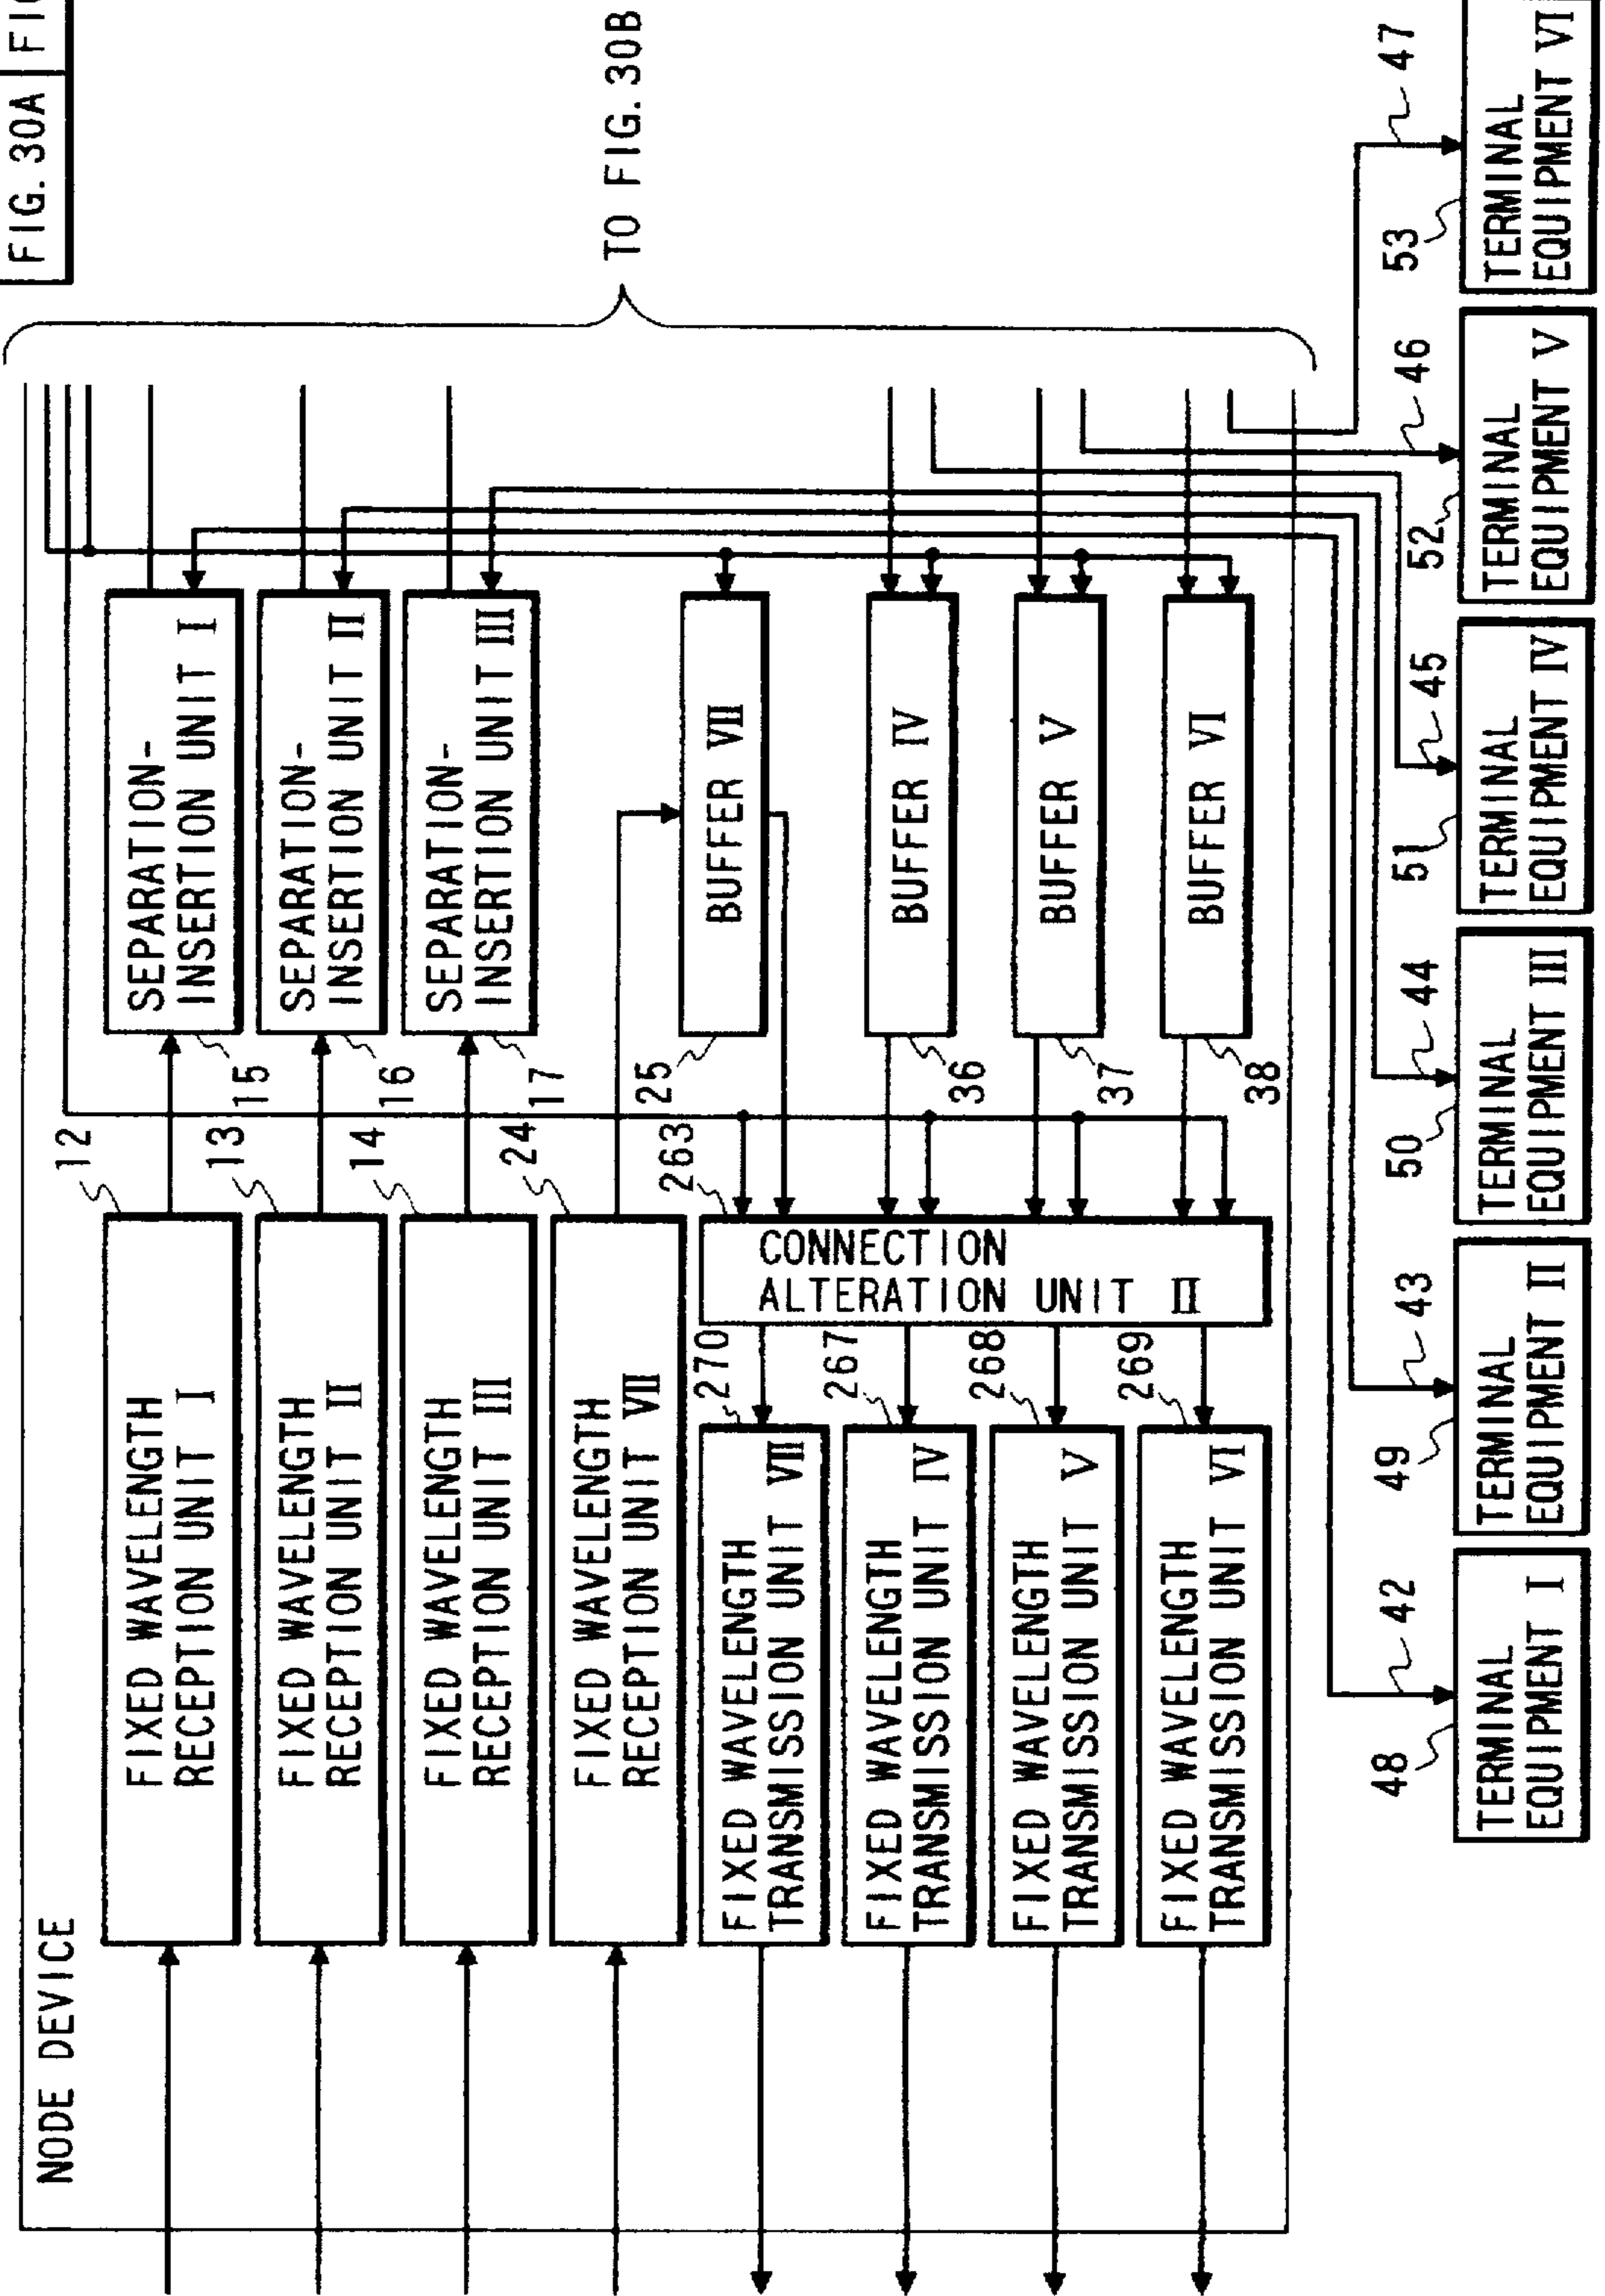 FIG. 30A
NODE DEVICE
TO FIG. 30B
FIXED WAVELENGTH
RECEPTION UNIT I
12
SEPARATION-
INSERTION UNIT I
15
FIXED WAVELENGTH
RECEPTION UNIT II
13
SEPARATION-
INSERTION UNIT II
16
FIXED WAVELENGTH
RECEPTION UNIT III
14
SEPARATION-
INSERTION UNIT III
17
FIXED WAVELENGTH
RECEPTION UNIT VII
24
BUFFER VII
25
263
CONNECTION
ALTERATION UNIT II
FIXED WAVELENGTH
TRANSMISSION UNIT VII
270
FIXED WAVELENGTH
TRANSMISSION UNIT IV
267
BUFFER IV
36
FIXED WAVELENGTH
TRANSMISSION UNIT V
268
BUFFER V
37
FIXED WAVELENGTH
TRANSMISSION UNIT VI
269
BUFFER VI
38
48
42
TERMINAL
EQUIPMENT I
49
43
TERMINAL
EQUIPMENT II
50
44
TERMINAL
EQUIPMENT III
51
45
TERMINAL
EQUIPMENT IV
52
46
TERMINAL
EQUIPMENT V
53
47
TERMINAL
EQUIPMENT VI